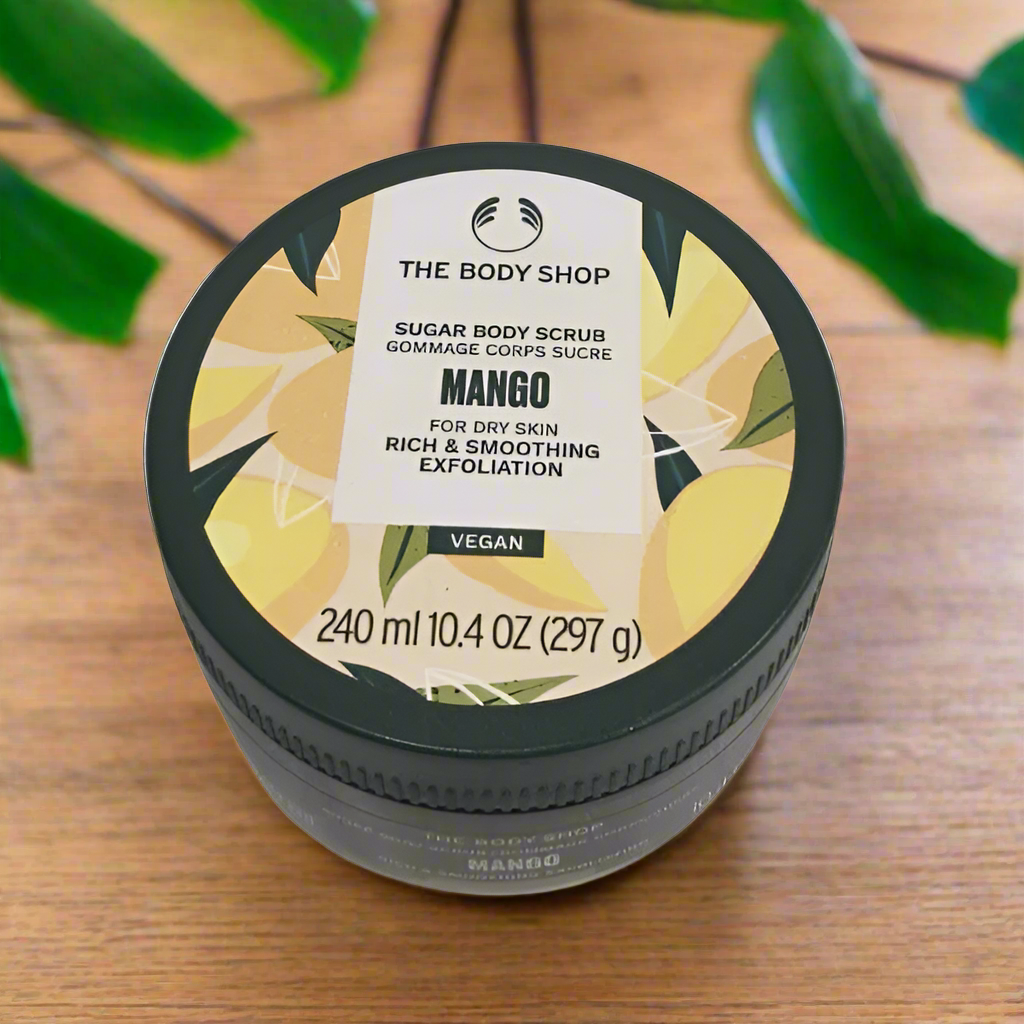 THE BODY SHOP
SUGAR BODY SCRUB
GOMMAGE CORPS SUCRE
MANGO
FOR DRY SKIN
RICH & SMOOTHING
EXFOLIATION
VEGAN
240 ml 10.4 OZ (297 g)
THE BODY SHOP
MANGO